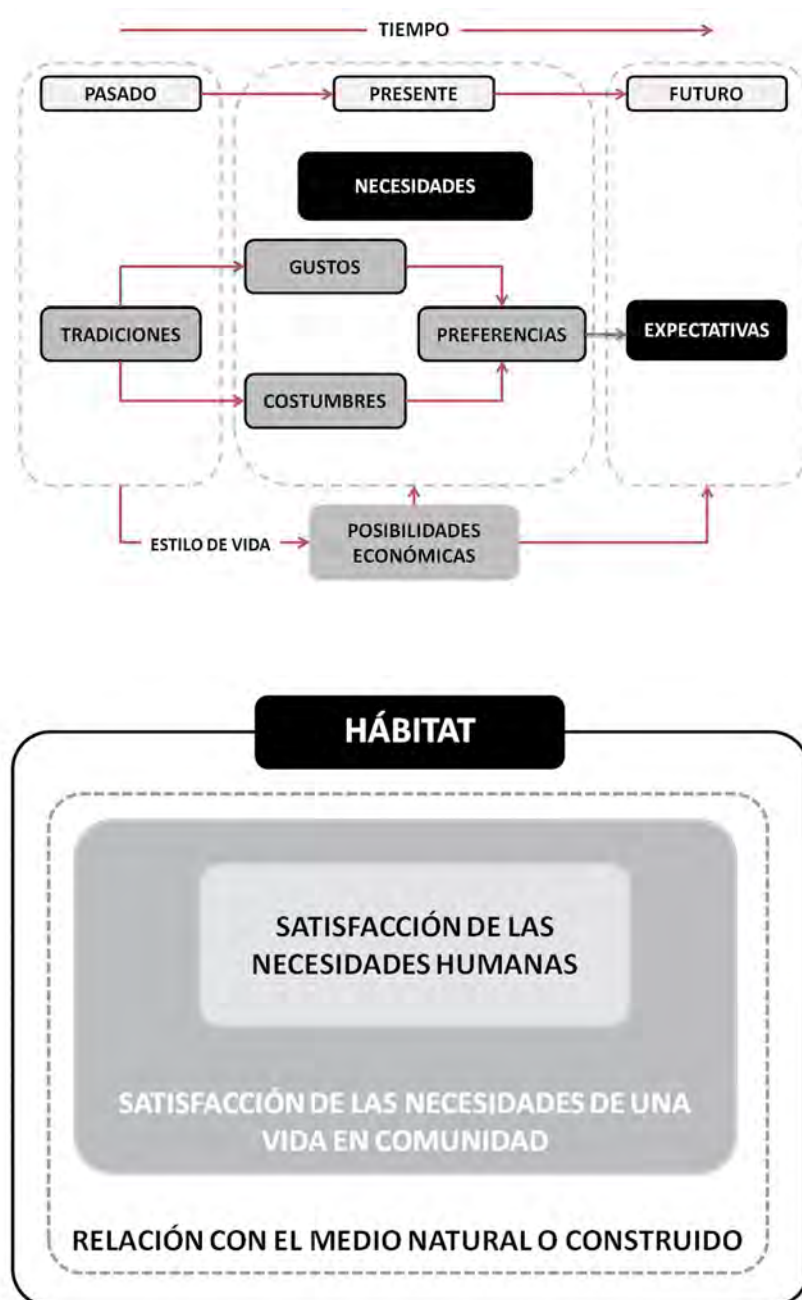 TIEMPO
PASADO
PRESENTE
FUTURO
NECESIDADES
GUSTOS
TRADICIONES
PREFERENCIAS
EXPECTATIVAS
COSTUMBRES
ESTILO DE VIDA
POSIBILIDADES
ECONÓMICAS
HÁBITAT
SATISFACCIÓN DE LAS
NECESIDADES HUMANAS
SATISFACCIÓN DE LAS NECESIDADES DE UNA
VIDA EN COMUNIDAD
RELACIÓN CON EL MEDIO NATURAL O CONSTRUIDO